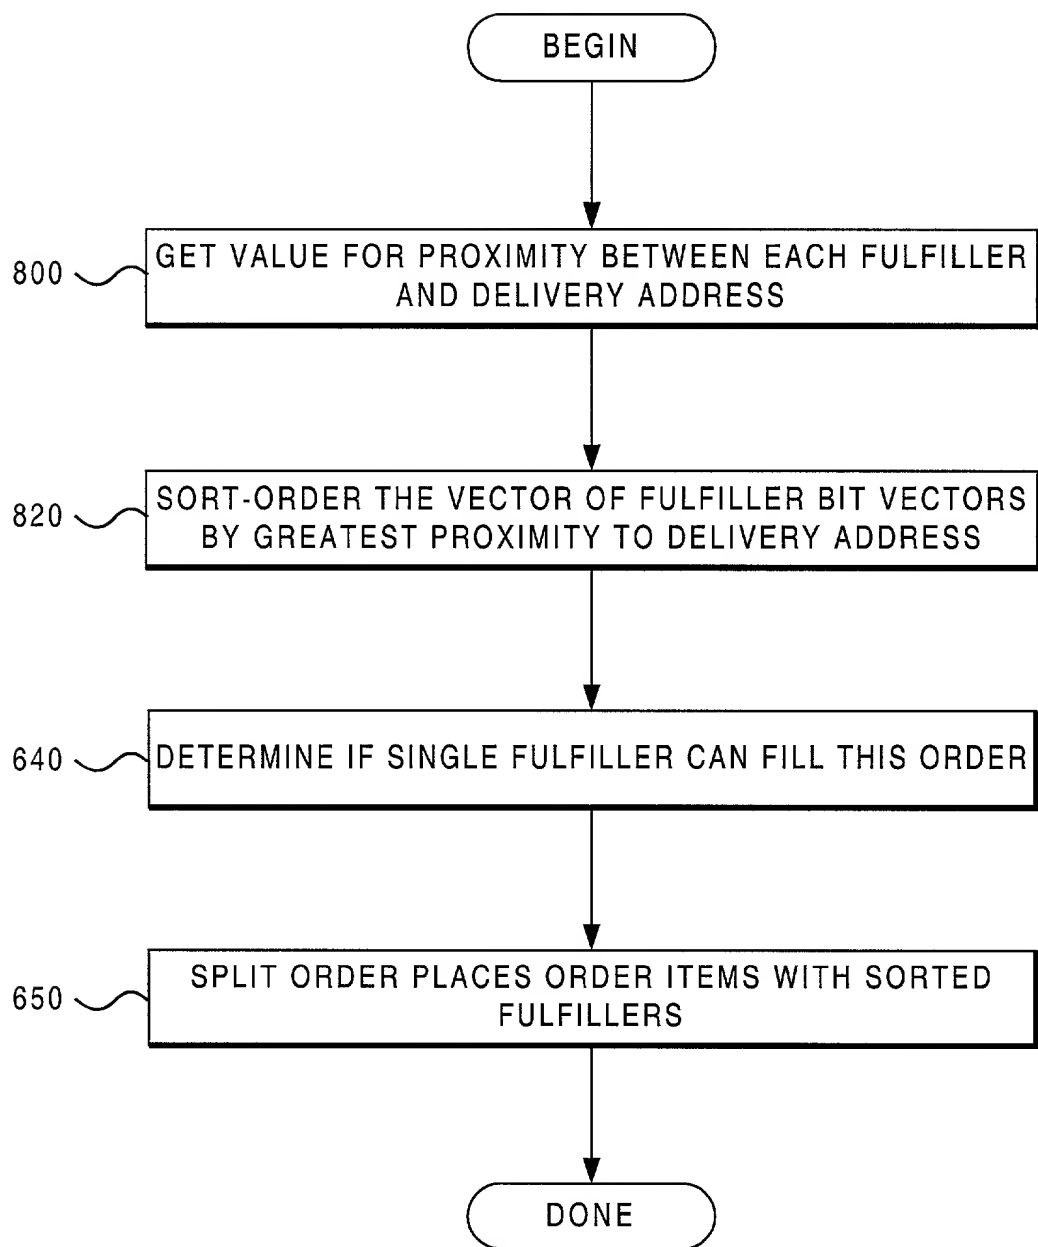 BEGIN
800
GET VALUE FOR PROXIMITY BETWEEN EACH FULFILLER
AND DELIVERY ADDRESS
820
SORT-ORDER THE VECTOR OF FULFILLER BIT VECTORS
BY GREATEST PROXIMITY TO DELIVERY ADDRESS
640
DETERMINE IF SINGLE FULFILLER CAN FILL THIS ORDER
650
SPLIT ORDER PLACES ORDER ITEMS WITH SORTED
FULFILLERS
DONE